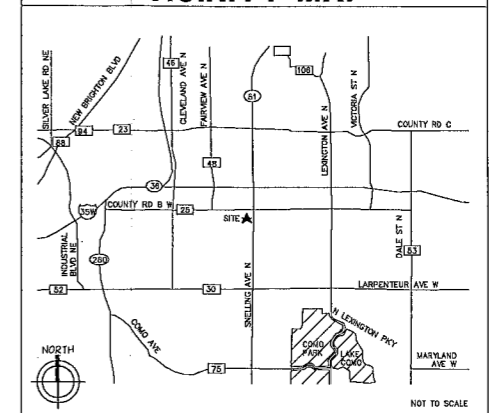 SILVER LAKE RD NE
NEW BRIGHTON BLVD
CLEVELAND AVE N
FAIRVIEW AVE N
LEXINGTON AVE N
VICTORIA ST N
46
51
108
94
23
COUNTY RD C
88
48
36
35W
COUNTY RD B W
25
SITE
DALE ST N
53
INDUSTRIAL BLVD NE
280
SNELLING AVE N
52
30
LARPENTEUR AVE W
N LEXINGTON PKY
COMO AVE
COMO PARK
LAKE COMO
NORTH
75
MARYLAND AVE W
NOT TO SCALE